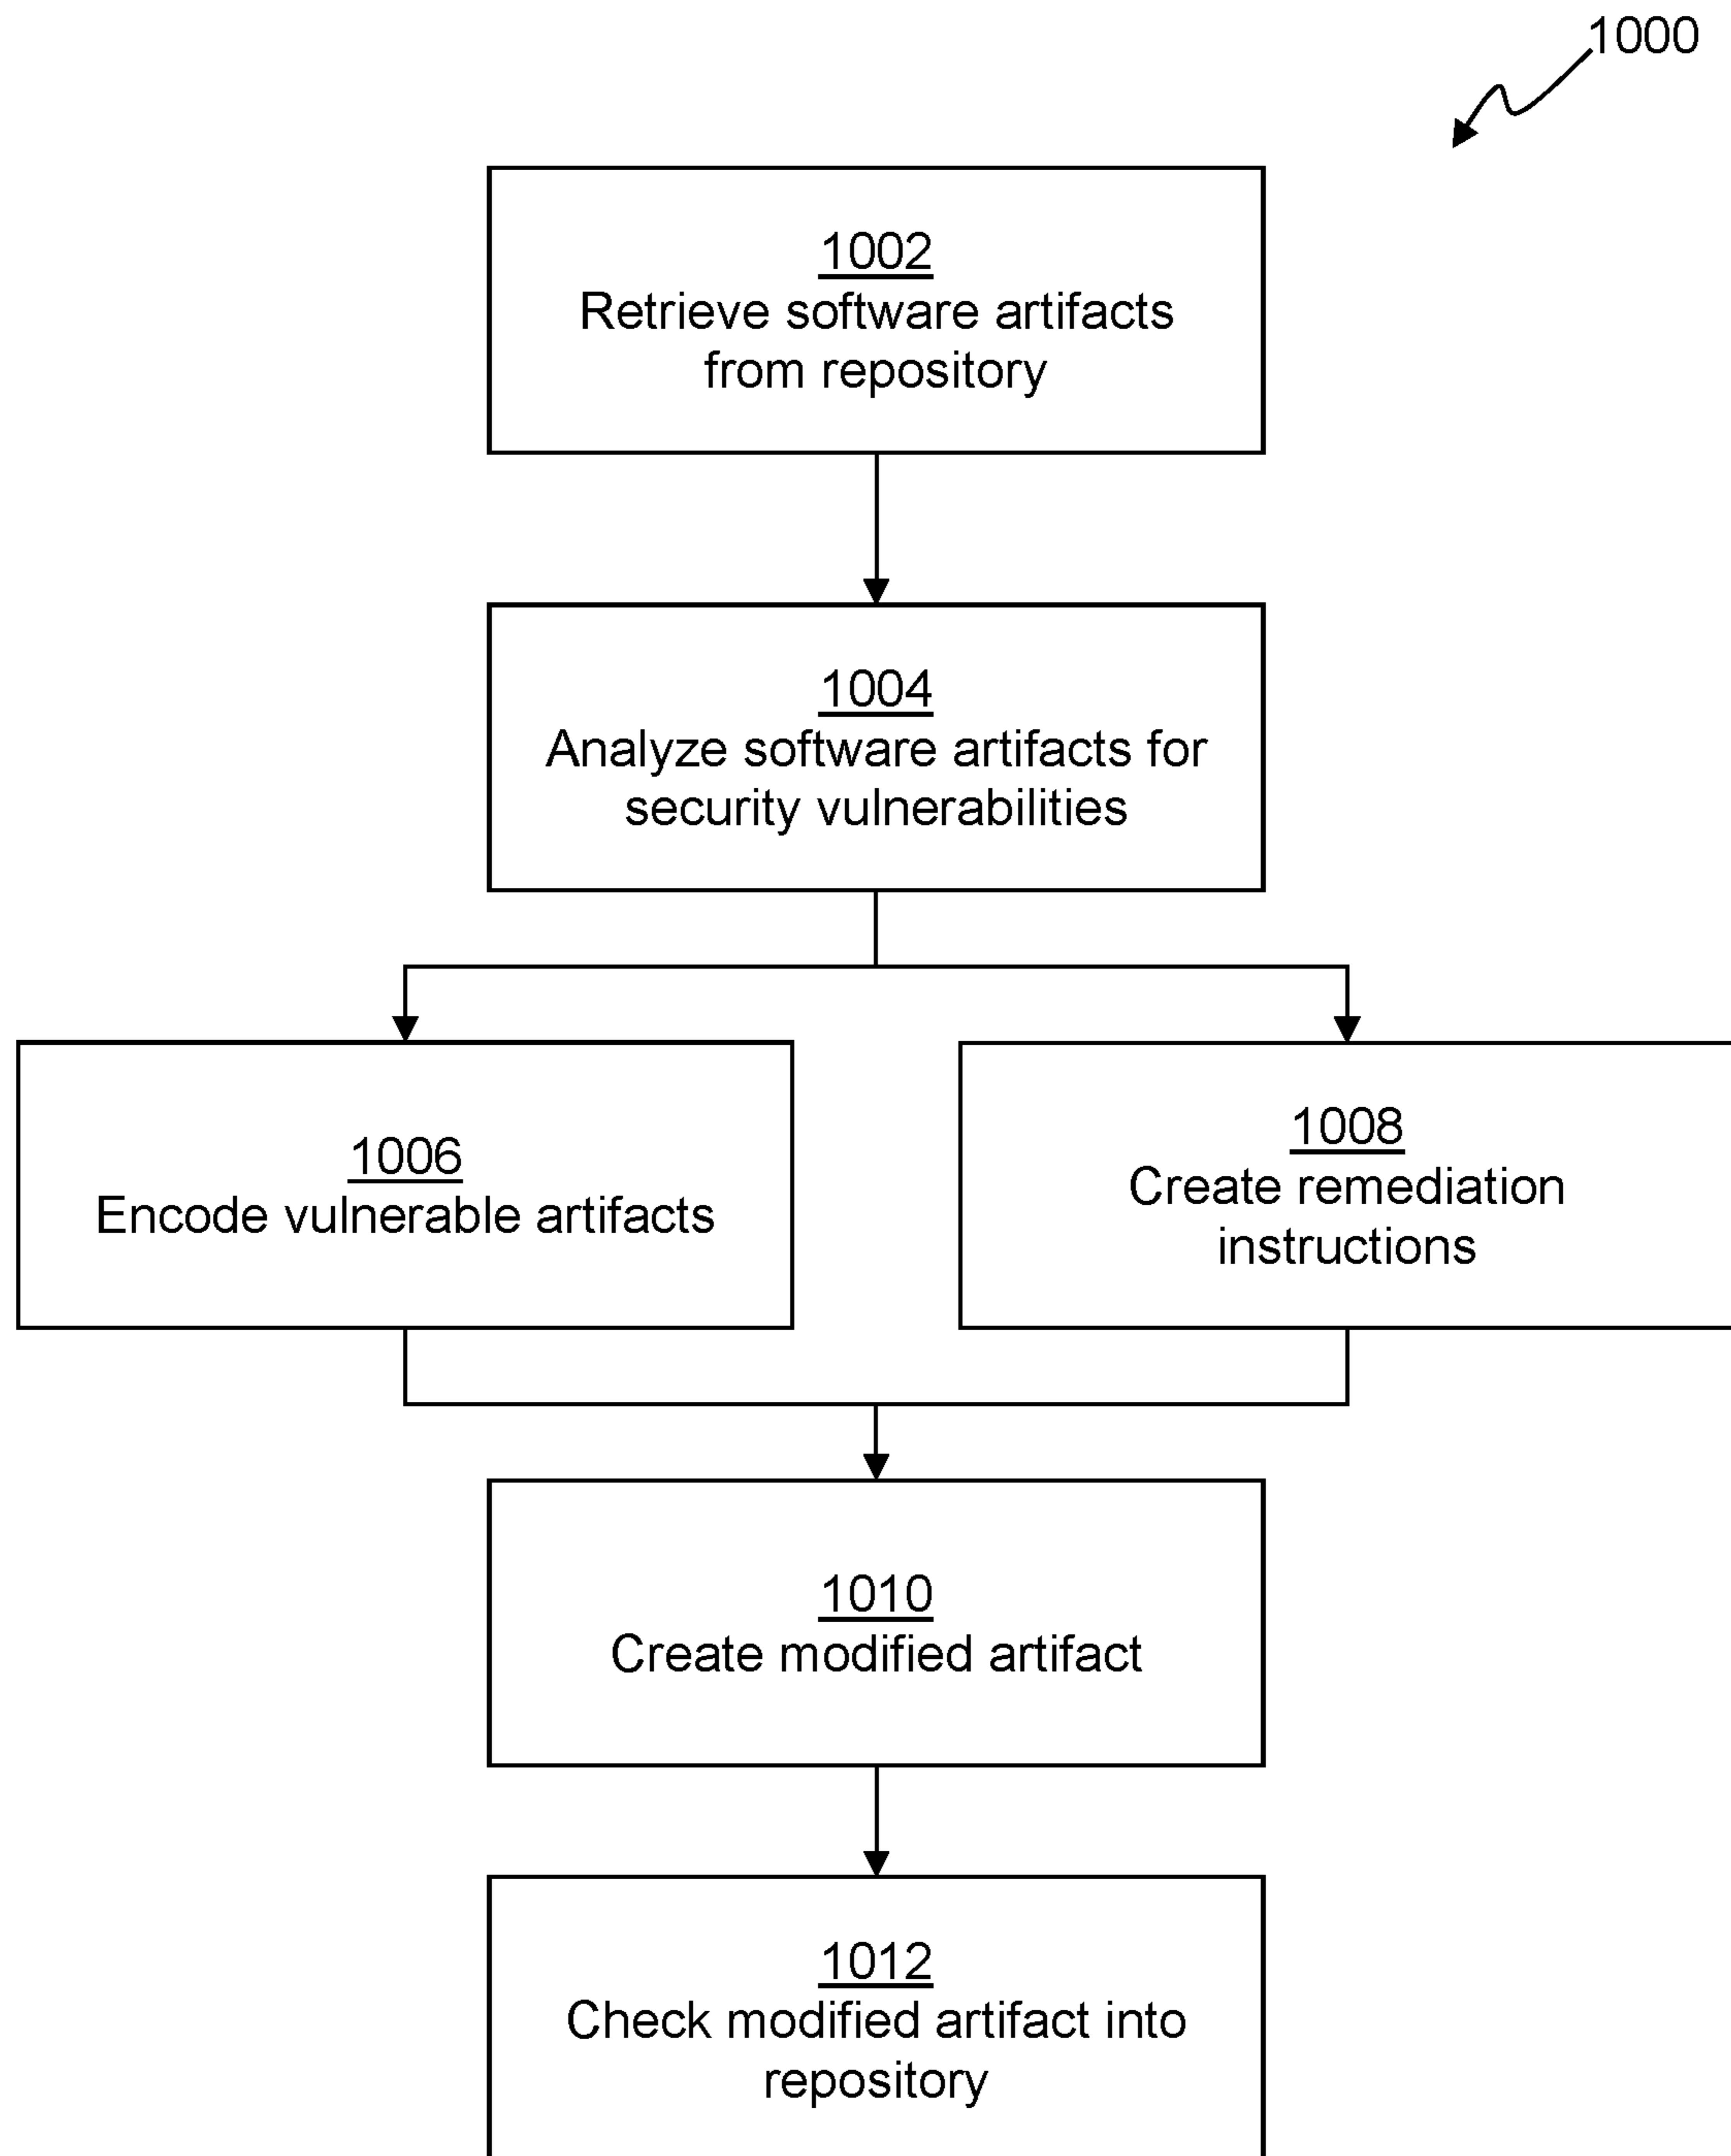 1000
1002
Retrieve software artifacts
from repository
1004
Analyze software artifacts for
security vulnerabilities
1006
Encode vulnerable artifacts
1008
Create remediation
instructions
1010
Create modified artifact
1012
Check modified artifact into
repository